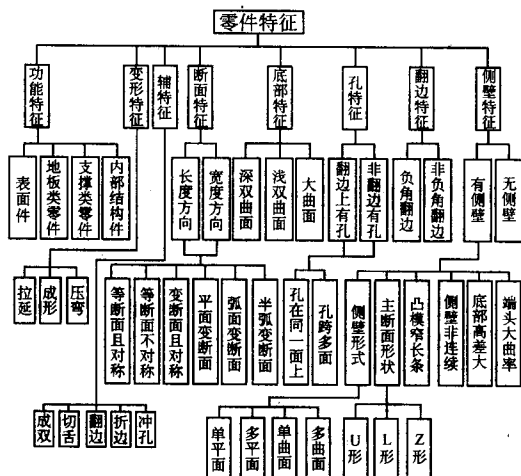 零件特征
功能特征
变形特征
辅特征
断面特征
底部特征
孔特征
翻边特征
侧壁特征
表面件
地板类零件
支撑类零件
内部结构件
长度方向
宽度方向
深双曲面
浅双曲面
大曲面
翻边上有孔
非翻边有孔
负角翻边
非负角翻边
有侧壁
无侧壁
拉延
成形
压弯
等断面且对称
等断面不对称
变断面且对称
平面变断面
弧面变断面
半弧变断面
孔在同一面上
孔跨多面
侧壁形式
主断面形状
凸模窄长条
侧壁非连续
底部高差大
端头大曲率
成双
切舌
翻边
折边
冲孔
单平面
多平面
单曲面
多曲面
U形
L形
Z形